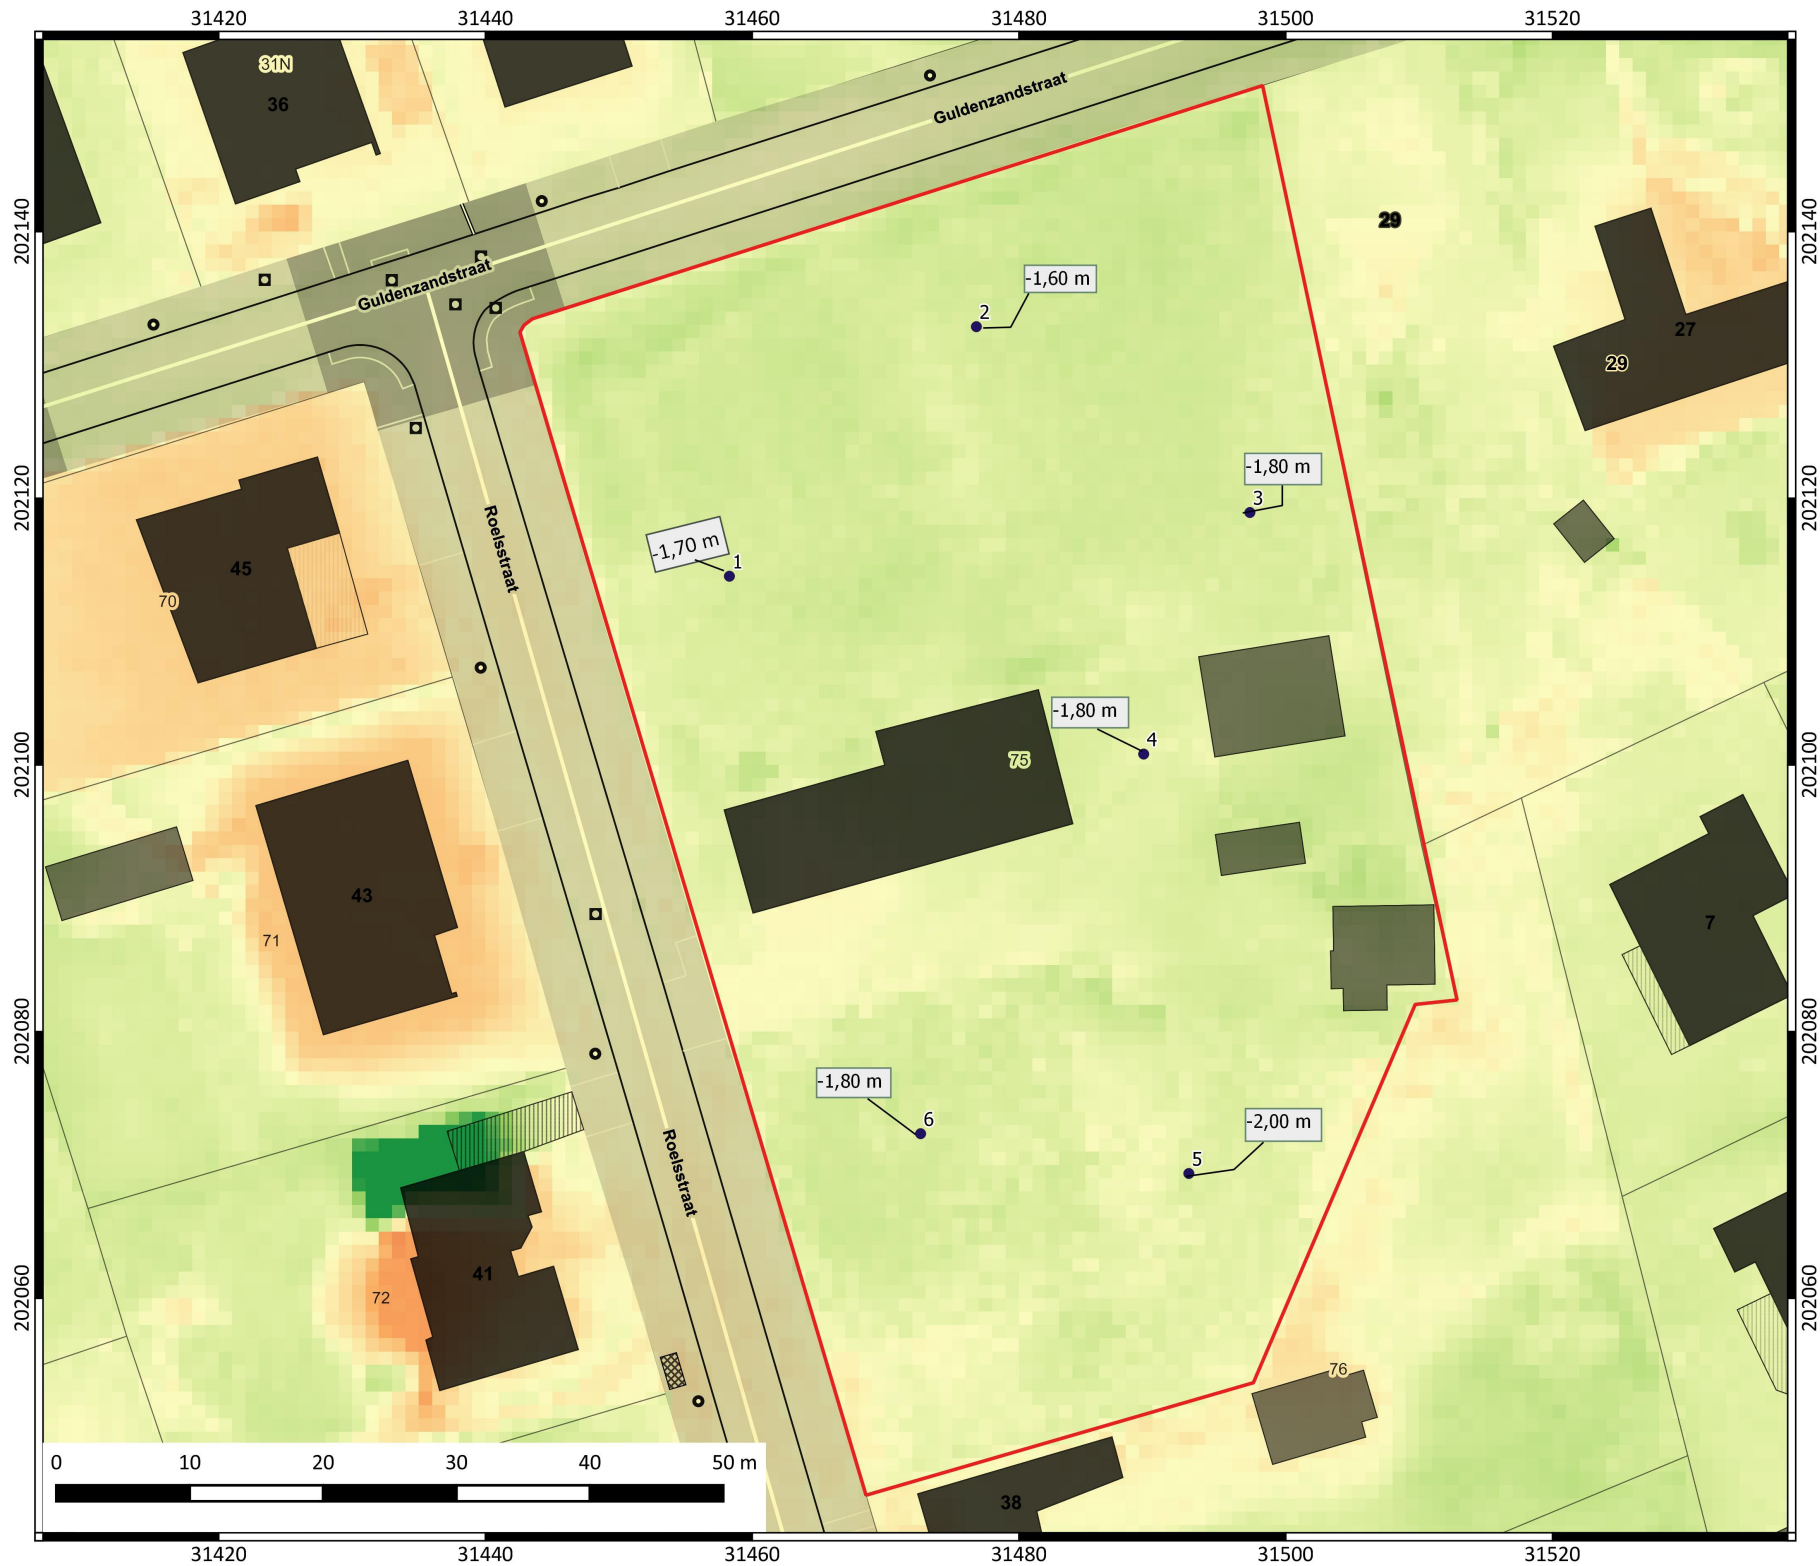 31420 31440 31460 31480 31500 31520
31N
36
Guldenzandstraat
202140 29 202140
Guldenzandstraat
-1,60 m
2
27
29
-1,80 m
3
202120 202120
Roelsstraat
-1,70 m
1
45
70
-1,80 m
4
75
202100 202100
43
71
7
202080 202080
-1,80 m
6
-2,00 m
5
Roelsstraat
41
72
202060 202060
76
38
0 10 20 30 40 50 m
31420 31440 31460 31480 31500 31520